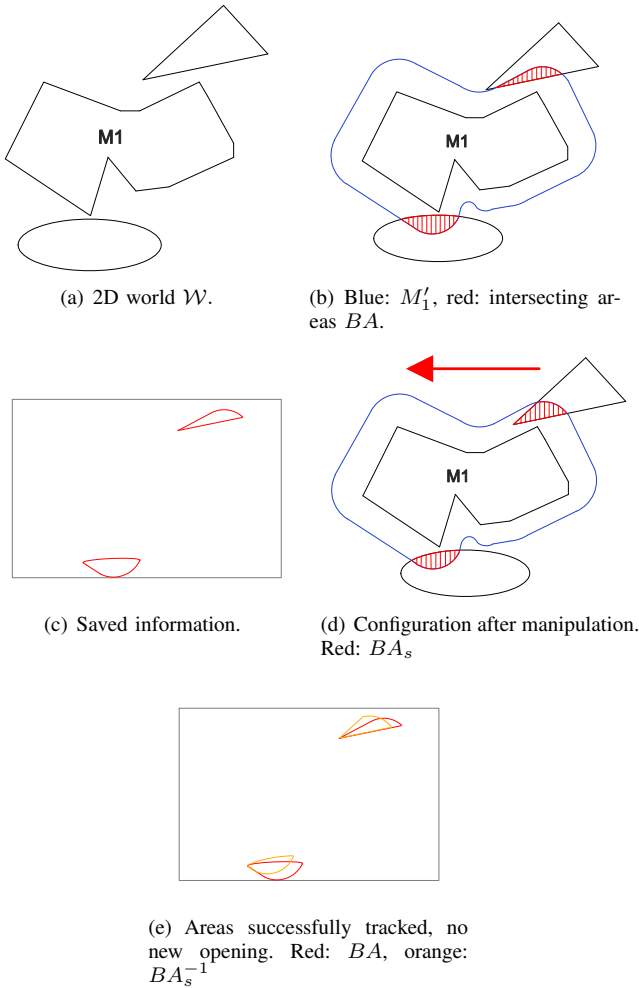 M1
M1
(a) 2D world 𝒲.
(b) Blue: M′₁, red: intersecting ar-
eas BA.
M1
(c) Saved information.
(d) Configuration after manipulation.
Red: BAₛ
(e) Areas successfully tracked, no
new opening. Red: BA, orange:
BAₛ⁻¹